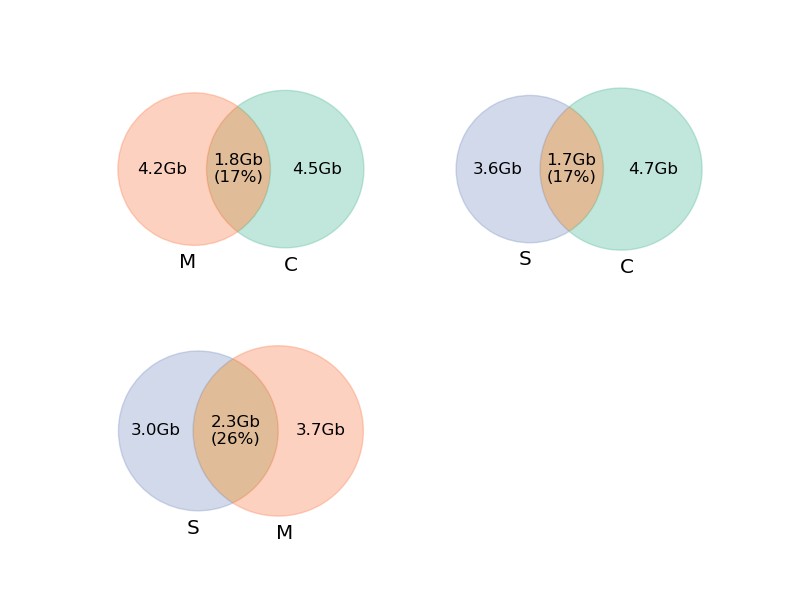 4.2Gb
1.8Gb
(17%)
4.5Gb
M
C
3.6Gb
1.7Gb
(17%)
4.7Gb
S
C
3.0Gb
2.3Gb
(26%)
3.7Gb
S
M